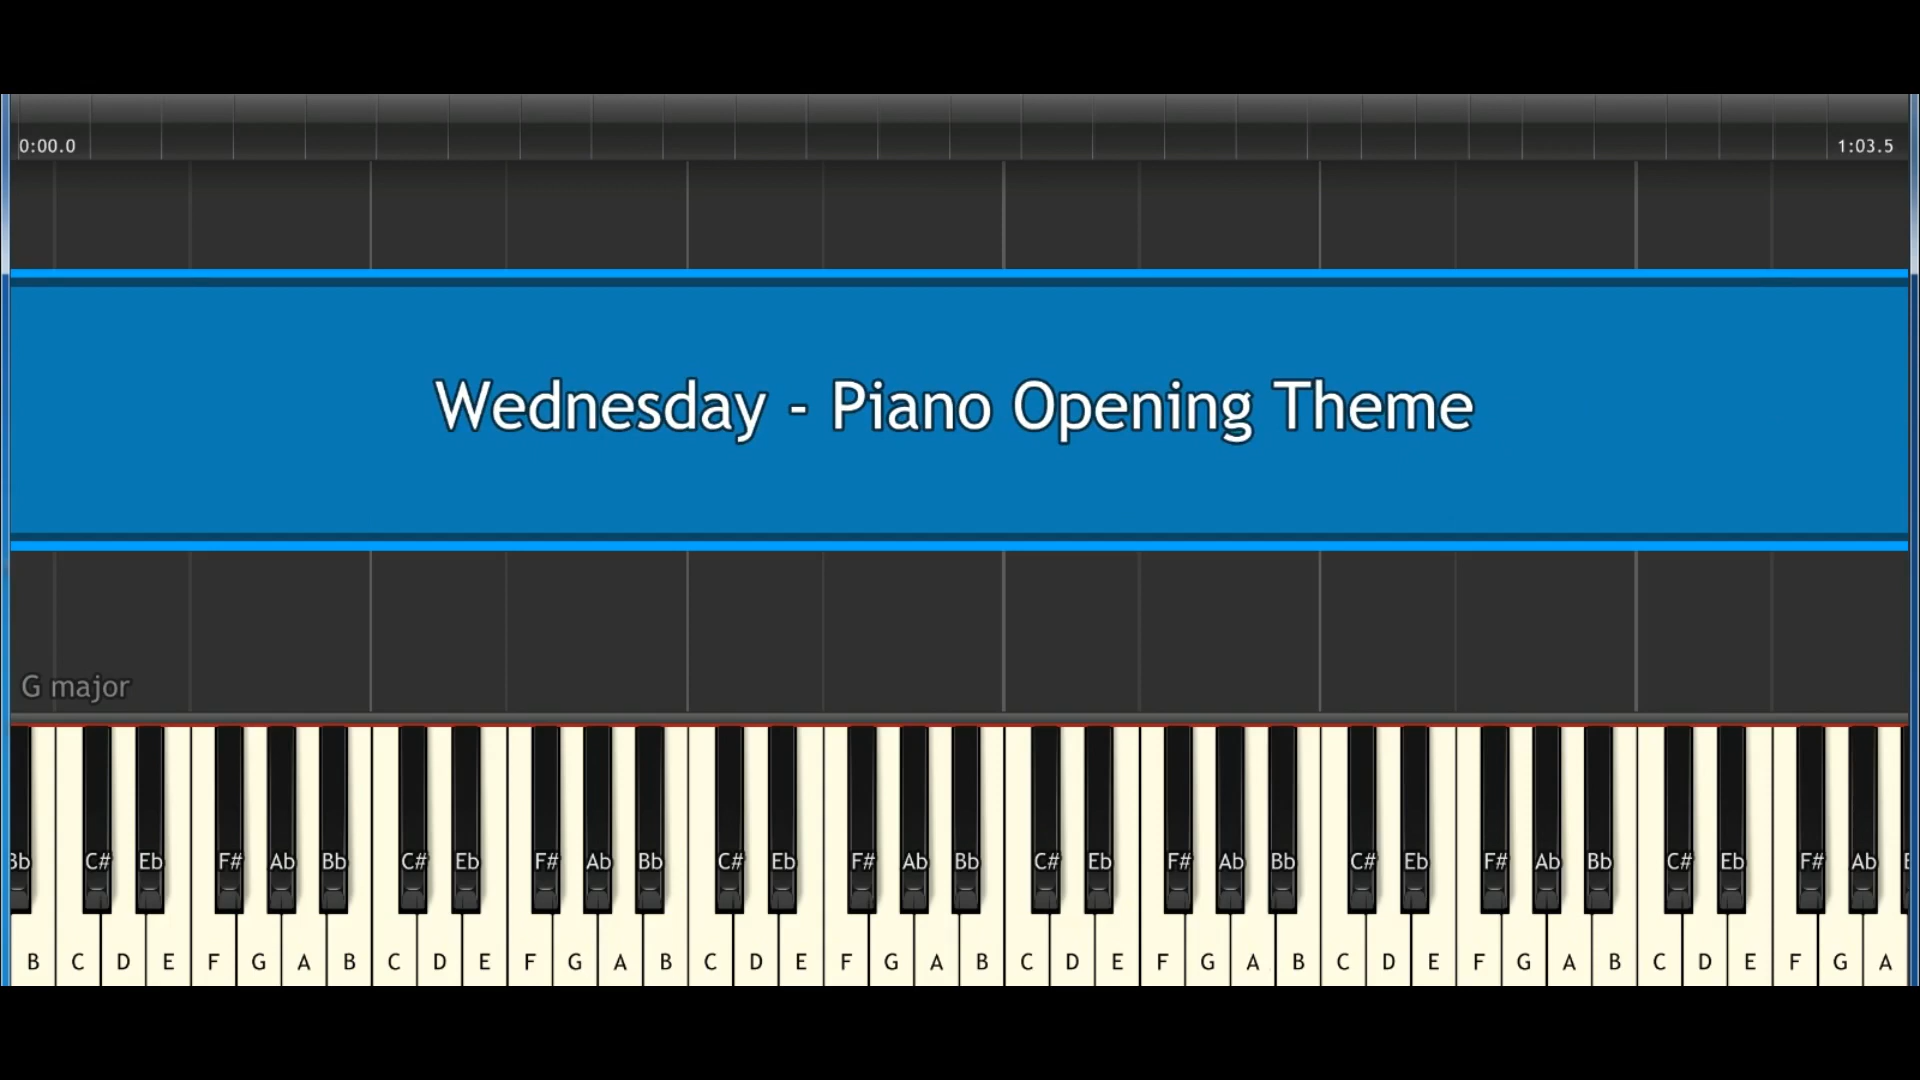 0:00.0 1:03.5
Wednesday - Piano Opening Theme
G major
Bb C# Eb F# Ab Bb C# Eb F# Ab Bb C# Eb F# Ab Bb C# Eb F# Ab Bb C# Eb F# Ab Bb C# Eb F# Ab
B C D E F G A B C D E F G A B C D E F G A B C D E F G A B C D E F G A B C D E F G A